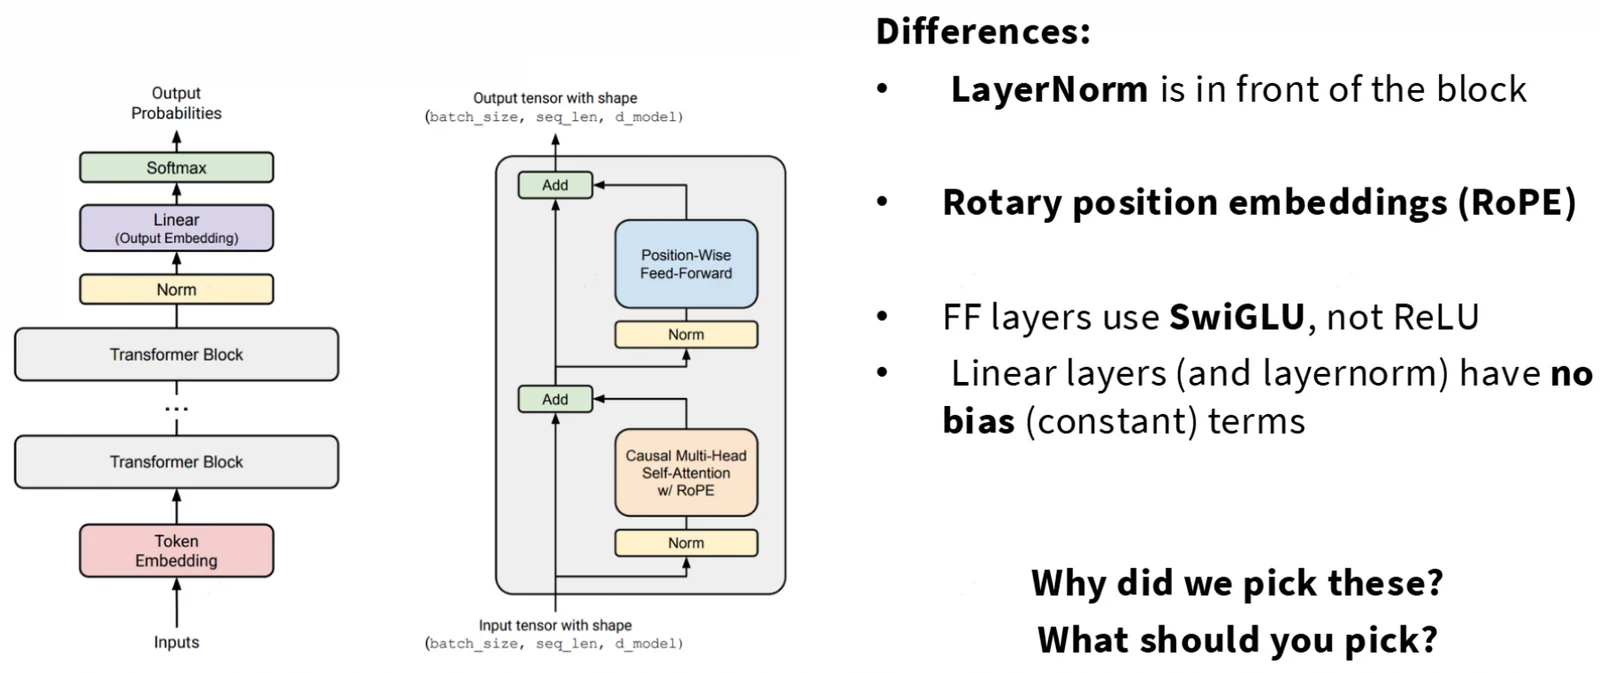 Output
Probabilities
Softmax
Linear
(Output Embedding)
Norm
Transformer Block
...
Transformer Block
Token
Embedding
Inputs
Output tensor with shape
(batch_size, seq_len, d_model)
Add
Position-Wise
Feed-Forward
Norm
Add
Causal Multi-Head
Self-Attention
w/ RoPE
Norm
Input tensor with shape
(batch_size, seq_len, d_model)
Differences:
• LayerNorm is in front of the block
• Rotary position embeddings (RoPE)
• FF layers use SwiGLU, not ReLU
• Linear layers (and layernorm) have no
bias (constant) terms
Why did we pick these?
What should you pick?